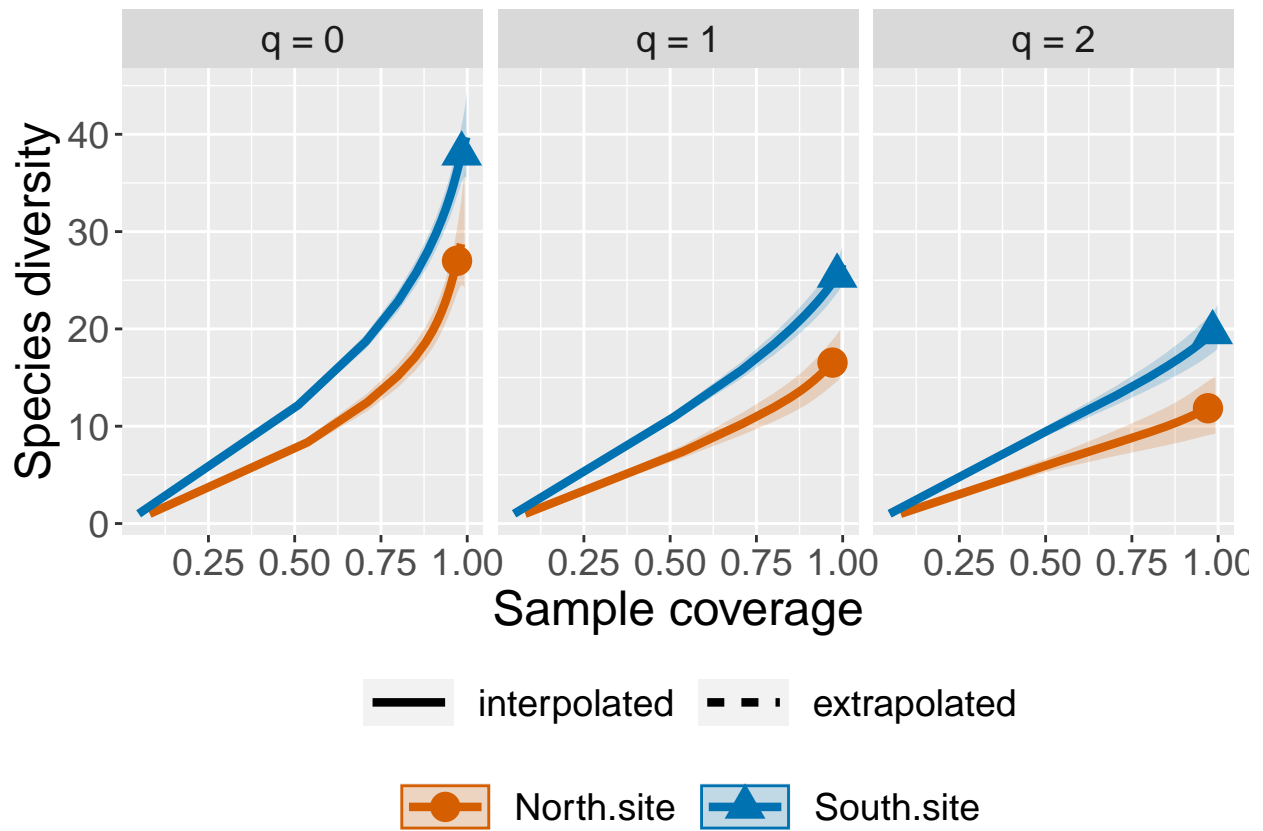 q = 0 q = 1 q = 2
Species diversity
40
30
20
10
0
0.25 0.50 0.75 1.00 0.25 0.50 0.75 1.00 0.25 0.50 0.75 1.00
Sample coverage
interpolated extrapolated
North.site South.site